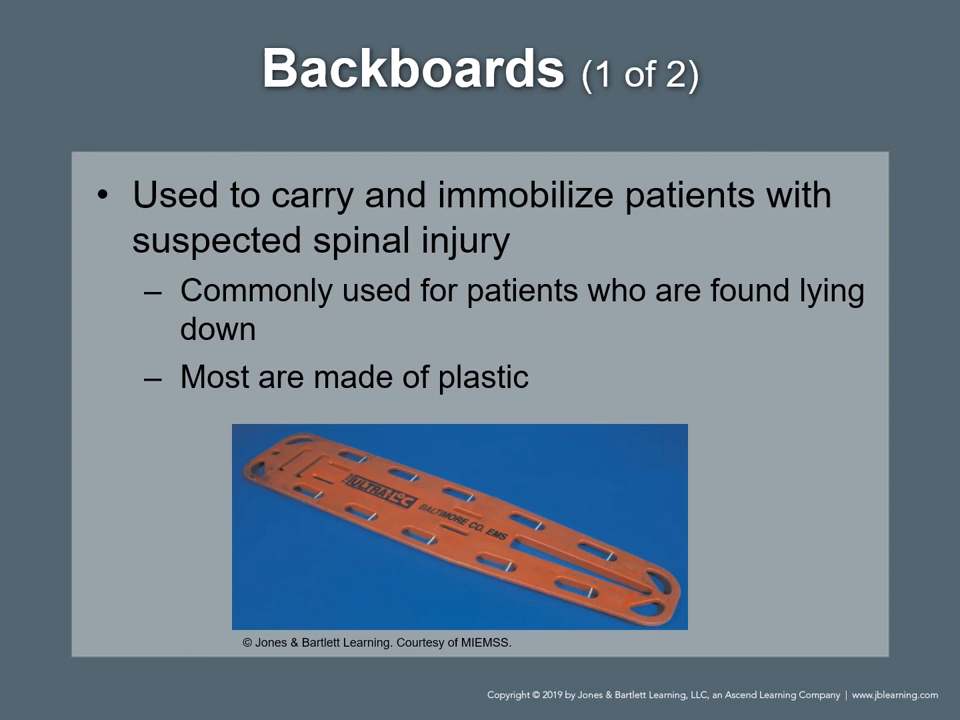 Backboards (1 of 2)
• Used to carry and immobilize patients with
suspected spinal injury
– Commonly used for patients who are found lying
down
– Most are made of plastic
ULTRALOC
BALTIMORE CO. EMS
© Jones & Bartlett Learning. Courtesy of MIEMSS.
Copyright © 2019 by Jones & Bartlett Learning, LLC, an Ascend Learning Company | www.jblearning.com